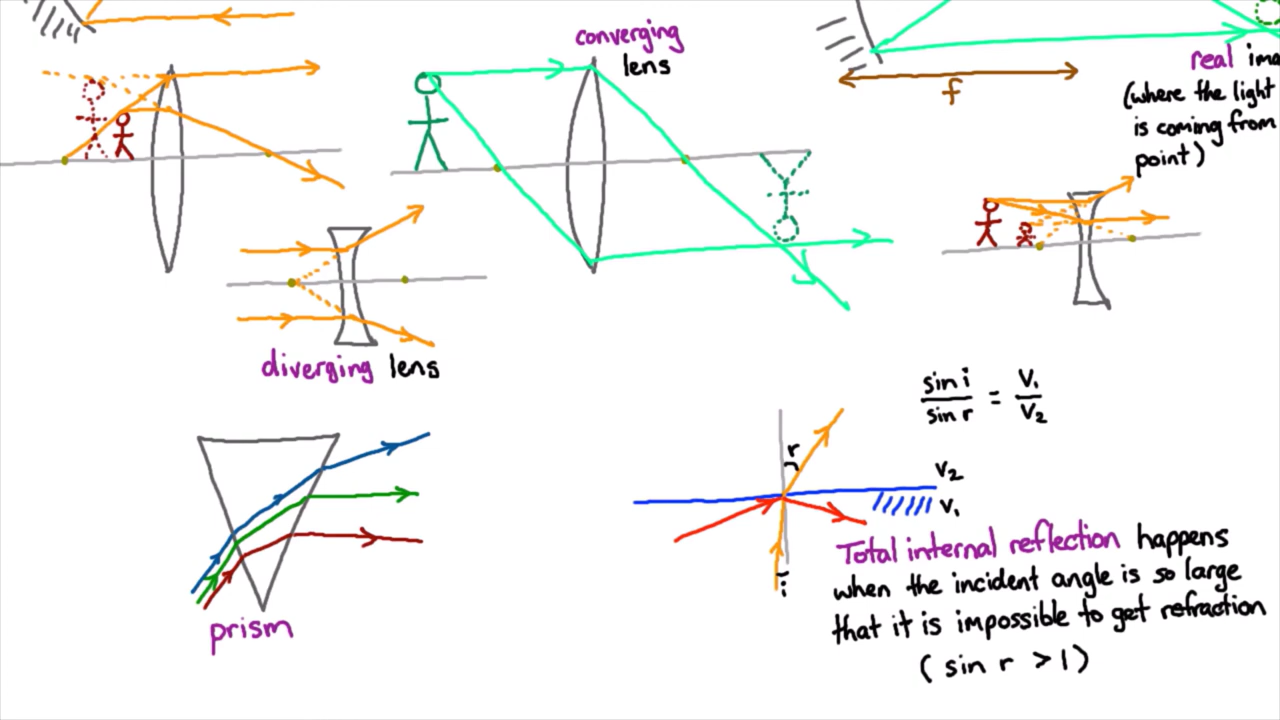 converging
lens
f
real
(where the light
is coming from
point)
diverging lens
sin i / sin r = V₁ / V₂
prism
r
V₂
V₁
i
Total internal reflection happens
when the incident angle is so large
that it is impossible to get refraction
( sin r > 1 )